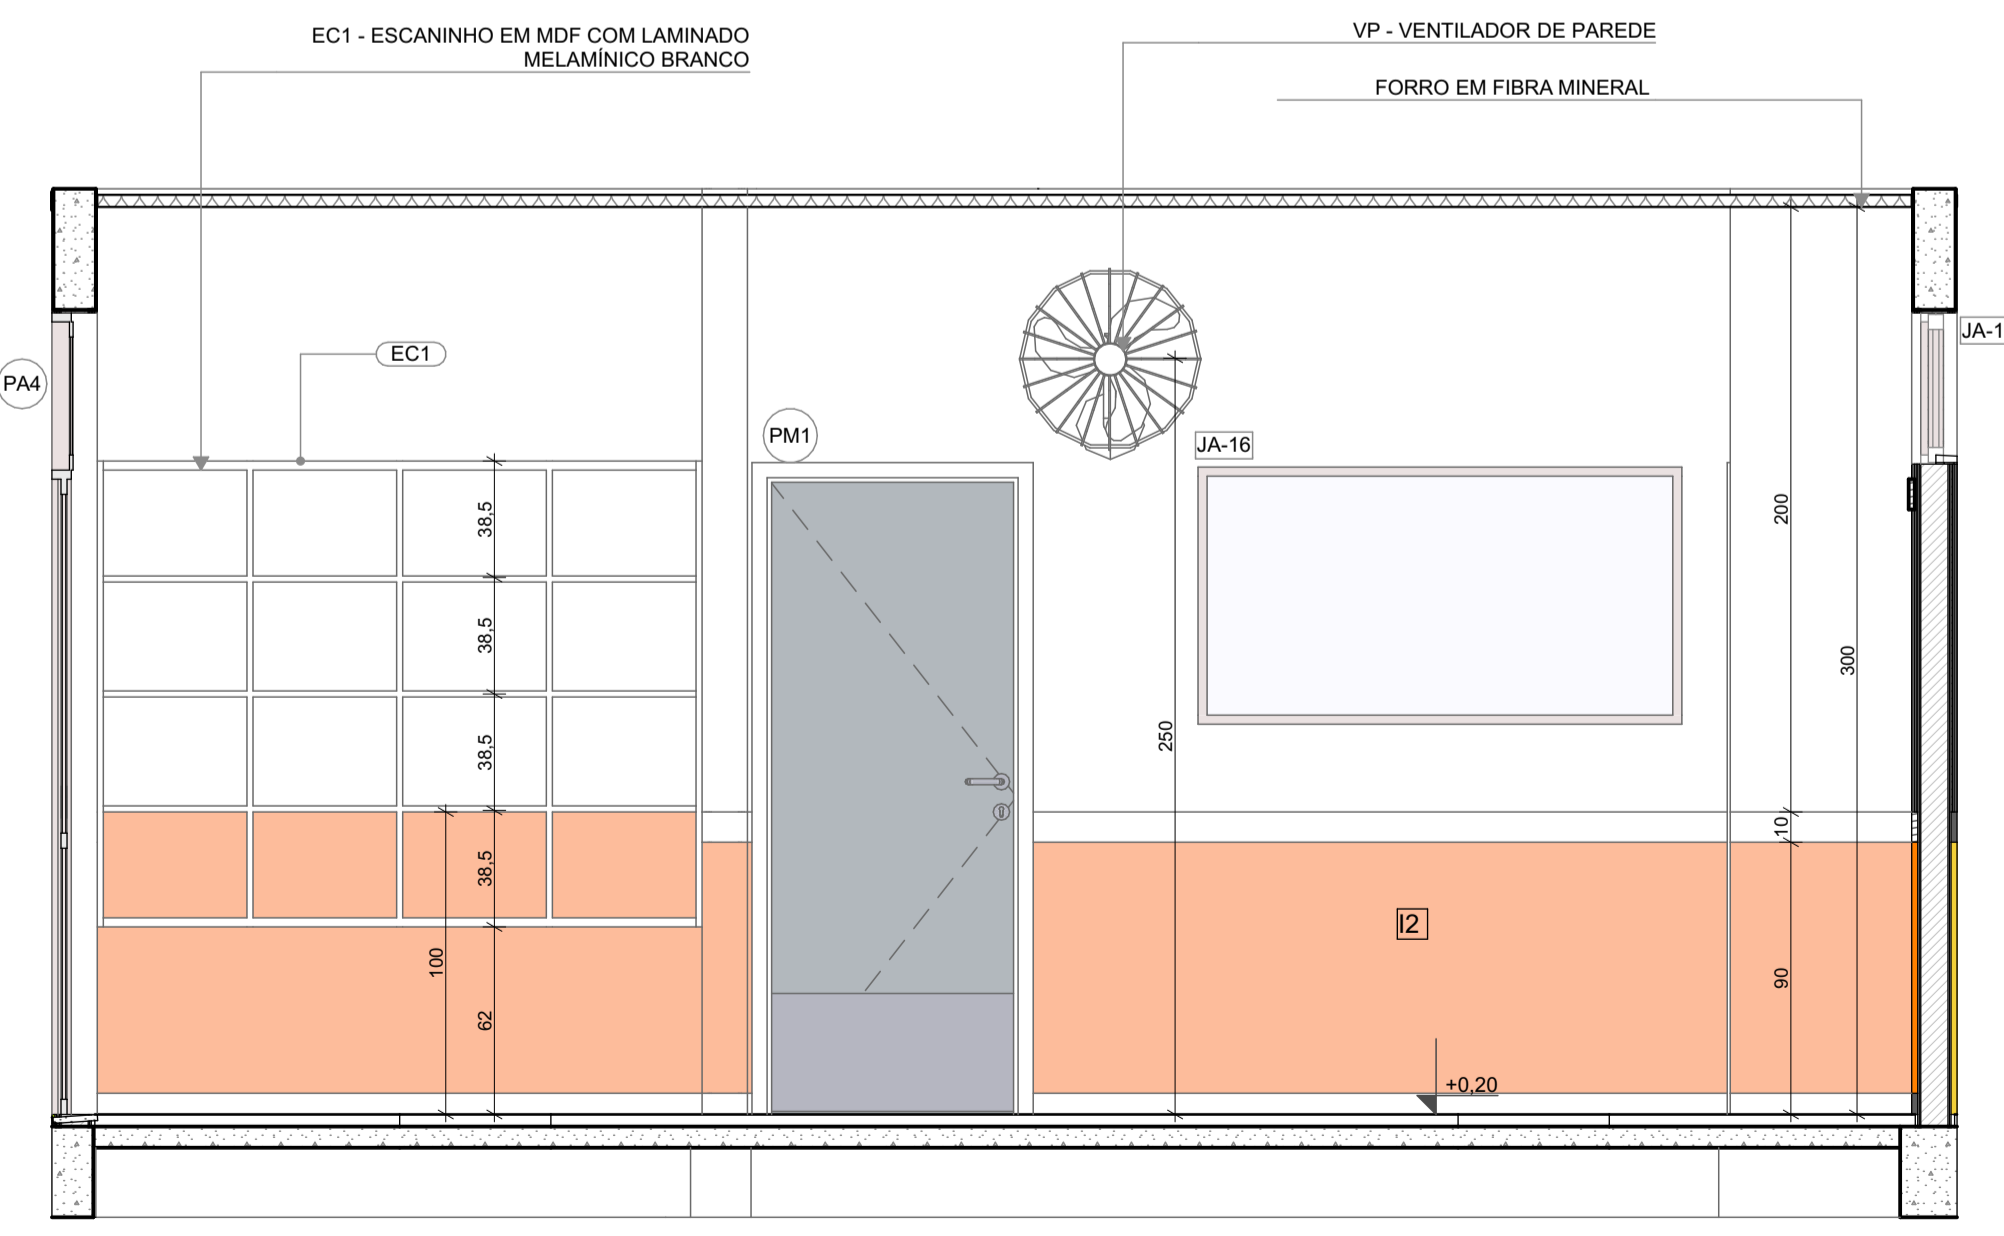 EC1 - ESCANINHO EM MDF COM LAMINADO
MELAMÍNICO BRANCO
VP - VENTILADOR DE PAREDE
FORRO EM FIBRA MINERAL
PA4
EC1
PM1
JA-16
JA-1
38,5
38,5
38,5
38,5
62
100
250
200
10
90
300
I2
+0,20